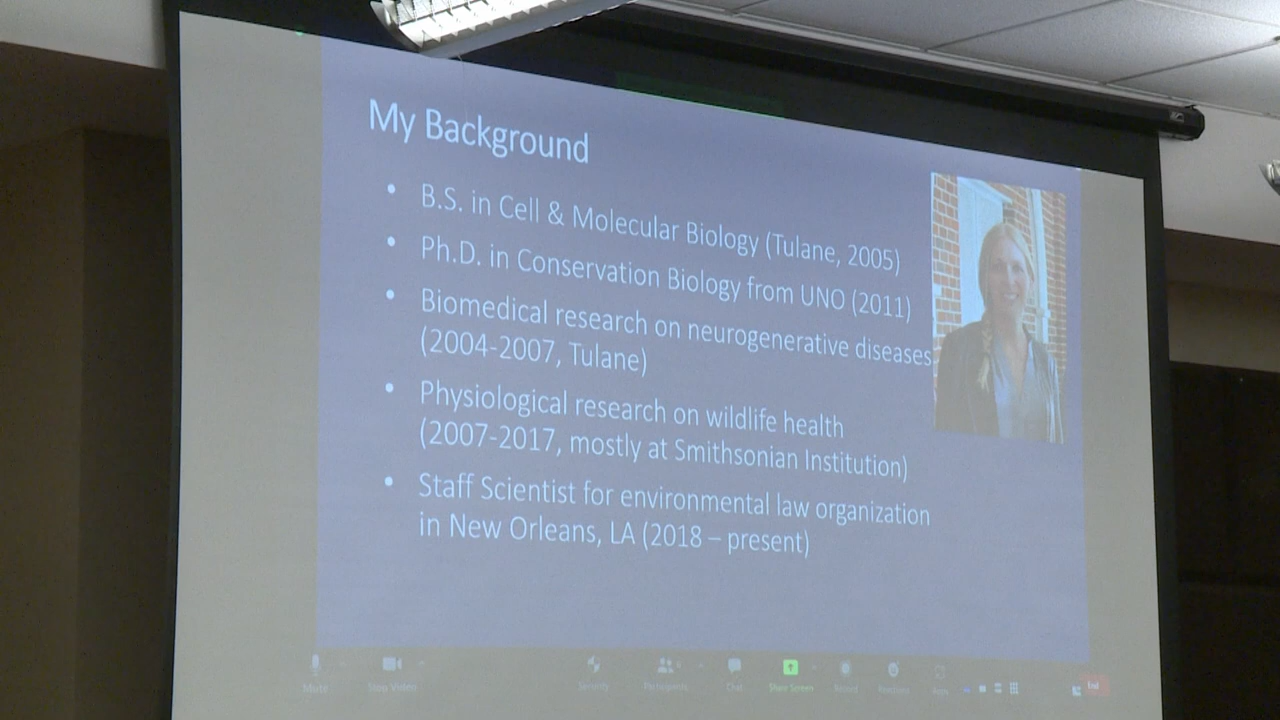 My Background
• B.S. in Cell & Molecular Biology (Tulane, 2005)
• Ph.D. in Conservation Biology from UNO (2011)
• Biomedical research on neurogenerative diseases
(2004-2007, Tulane)
• Physiological research on wildlife health
(2007-2017, mostly at Smithsonian Institution)
• Staff Scientist for environmental law organization
in New Orleans, LA (2018 – present)
Mute Stop Video Security Participants Chat Share Screen Record Reactions Apps End